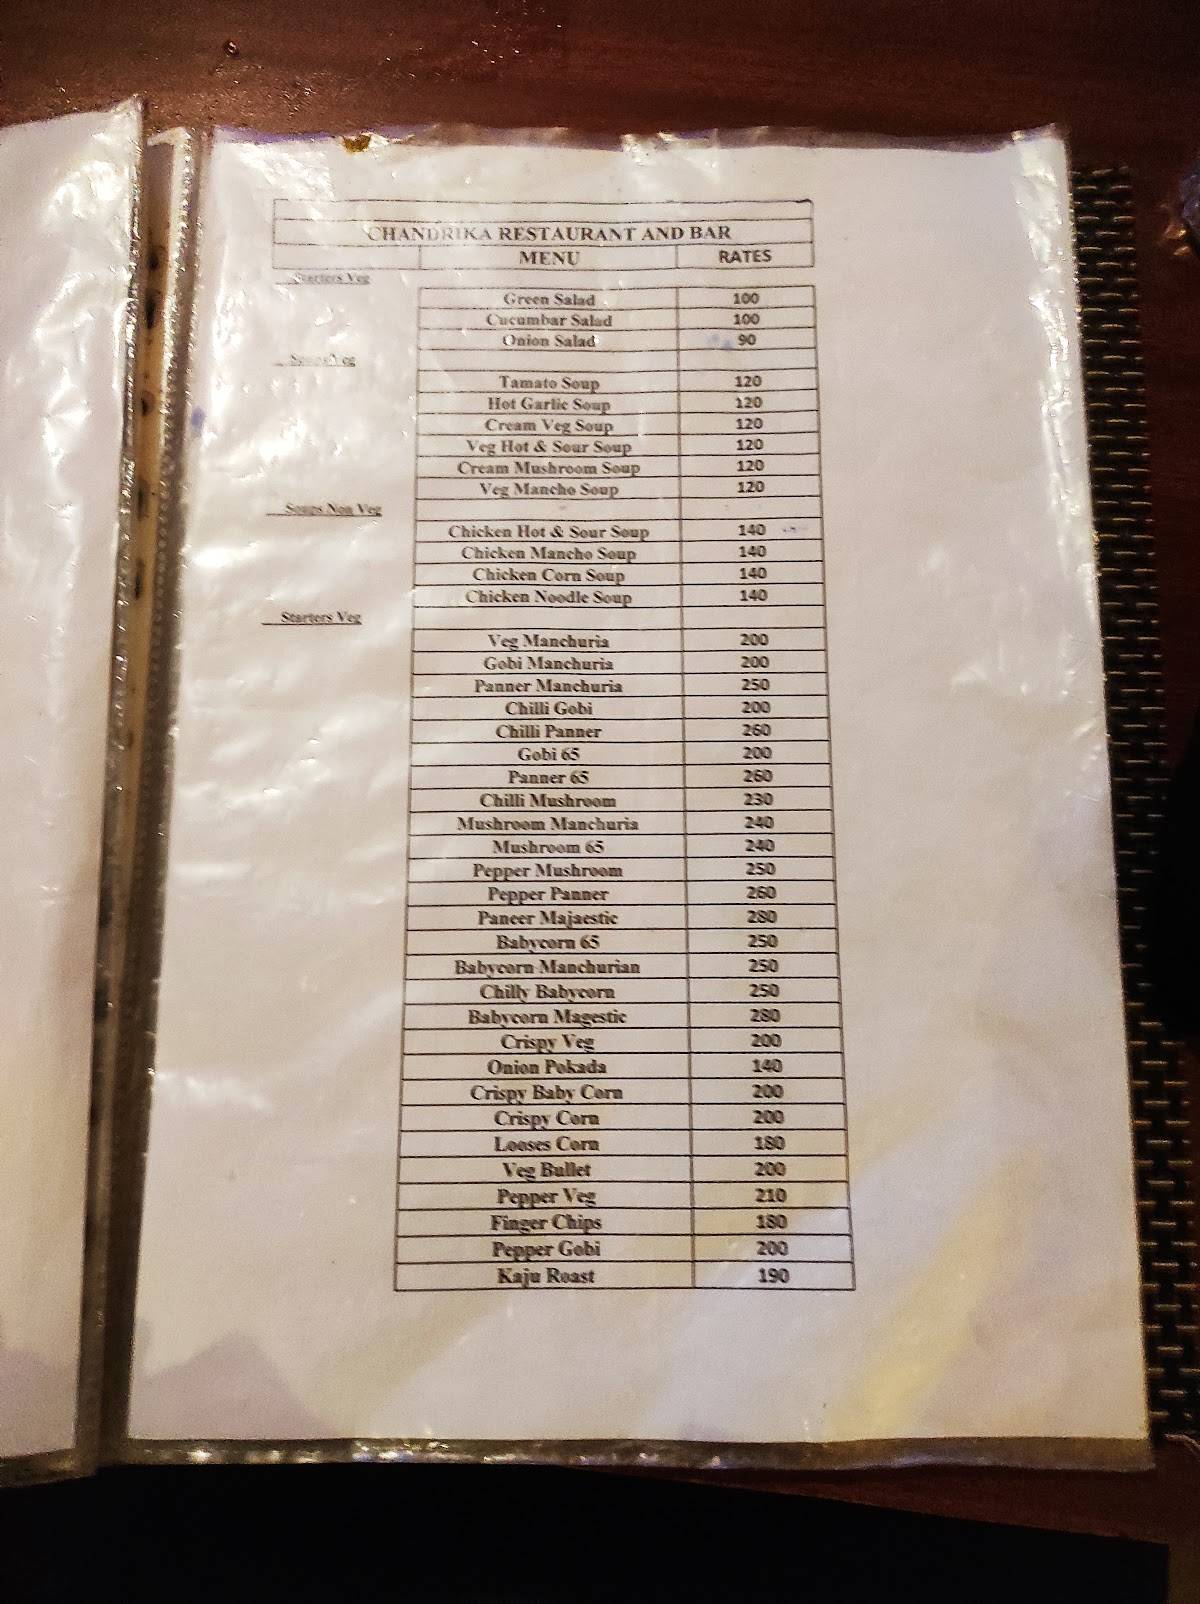 CHANDRIKA RESTAURANT AND BAR
MENU RATES
Starters Veg
Green Salad 100
Cucumbar Salad 100
Onion Salad 90
Soups Veg
Tamato Soup 120
Hot Garlic Soup 120
Cream Veg Soup 120
Veg Hot & Sour Soup 120
Cream Mushroom Soup 120
Veg Mancho Soup 120
Soups Non Veg
Chicken Hot & Sour Soup 140
Chicken Mancho Soup 140
Chicken Corn Soup 140
Chicken Noodle Soup 140
Starters Veg
Veg Manchuria 200
Gobi Manchuria 200
Panner Manchuria 250
Chilli Gobi 200
Chilli Panner 260
Gobi 65 200
Panner 65 260
Chilli Mushroom 230
Mushroom Manchuria 240
Mushroom 65 240
Pepper Mushroom 250
Pepper Panner 260
Paneer Majaestic 280
Babycorn 65 250
Babycorn Manchurian 250
Chilly Babycorn 250
Babycorn Magestic 280
Crispy Veg 200
Onion Pokada 140
Crispy Baby Corn 200
Crispy Corn 200
Looses Corn 180
Veg Bullet 200
Pepper Veg 210
Finger Chips 180
Pepper Gobi 200
Kaju Roast 190